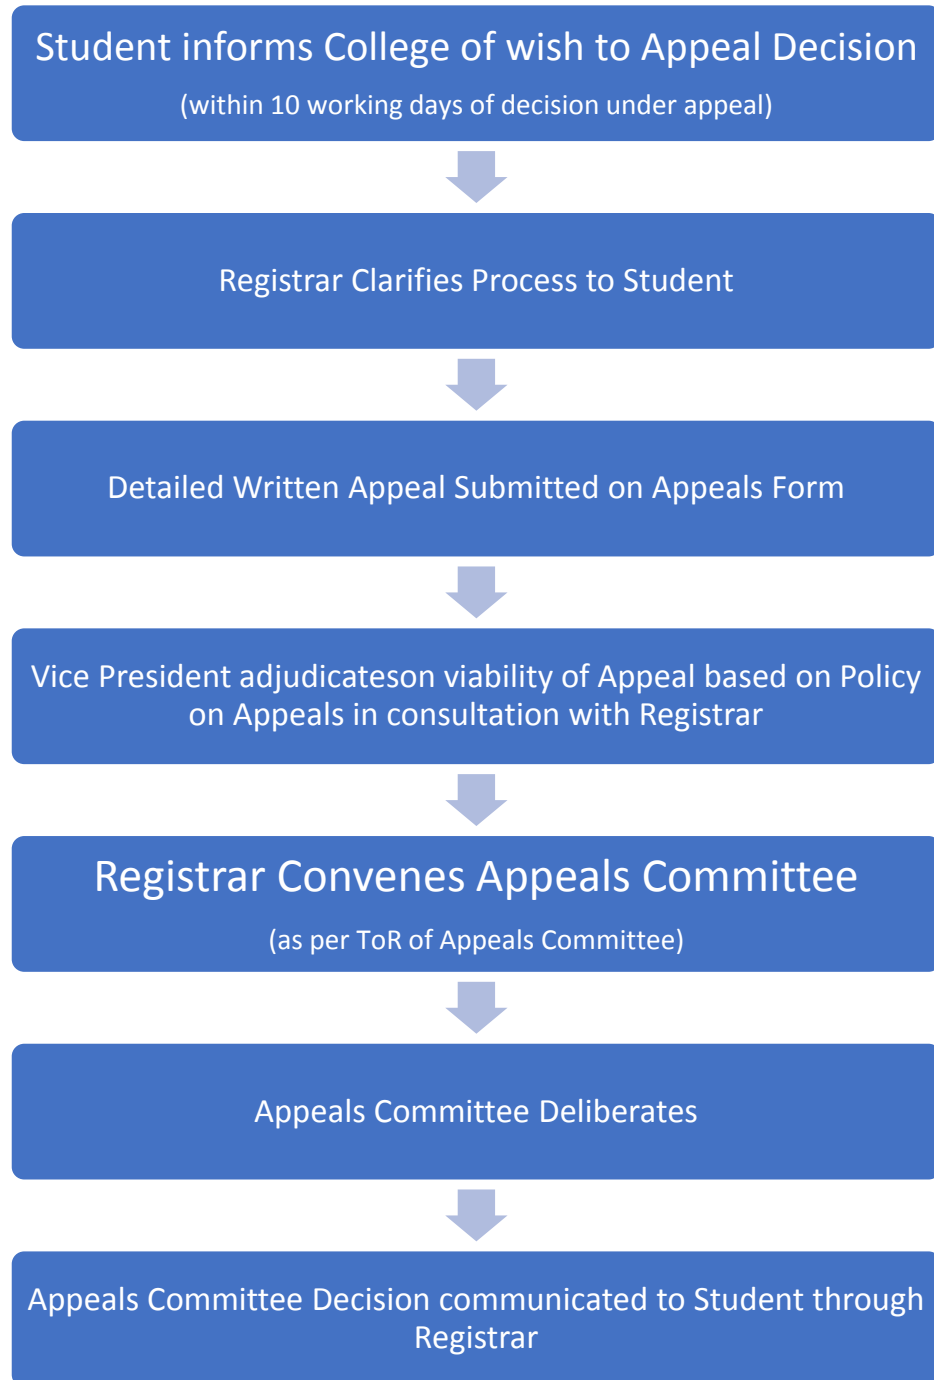 Student informs College of wish to Appeal Decision
(within 10 working days of decision under appeal)
Registrar Clarifies Process to Student
Detailed Written Appeal Submitted on Appeals Form
Vice President adjudicateson viability of Appeal based on Policy
on Appeals in consultation with Registrar
Registrar Convenes Appeals Committee
(as per ToR of Appeals Committee)
Appeals Committee Deliberates
Appeals Committee Decision communicated to Student through
Registrar